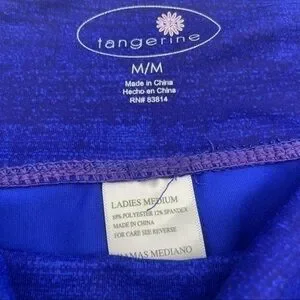 tangerine
M/M
Made in China
Hecho en China
RN# 83814
LADIES MEDIUM
88% POLYESTER 12% SPANDEX
MADE IN CHINA
FOR CARE SEE REVERSE
MAS MEDIANO